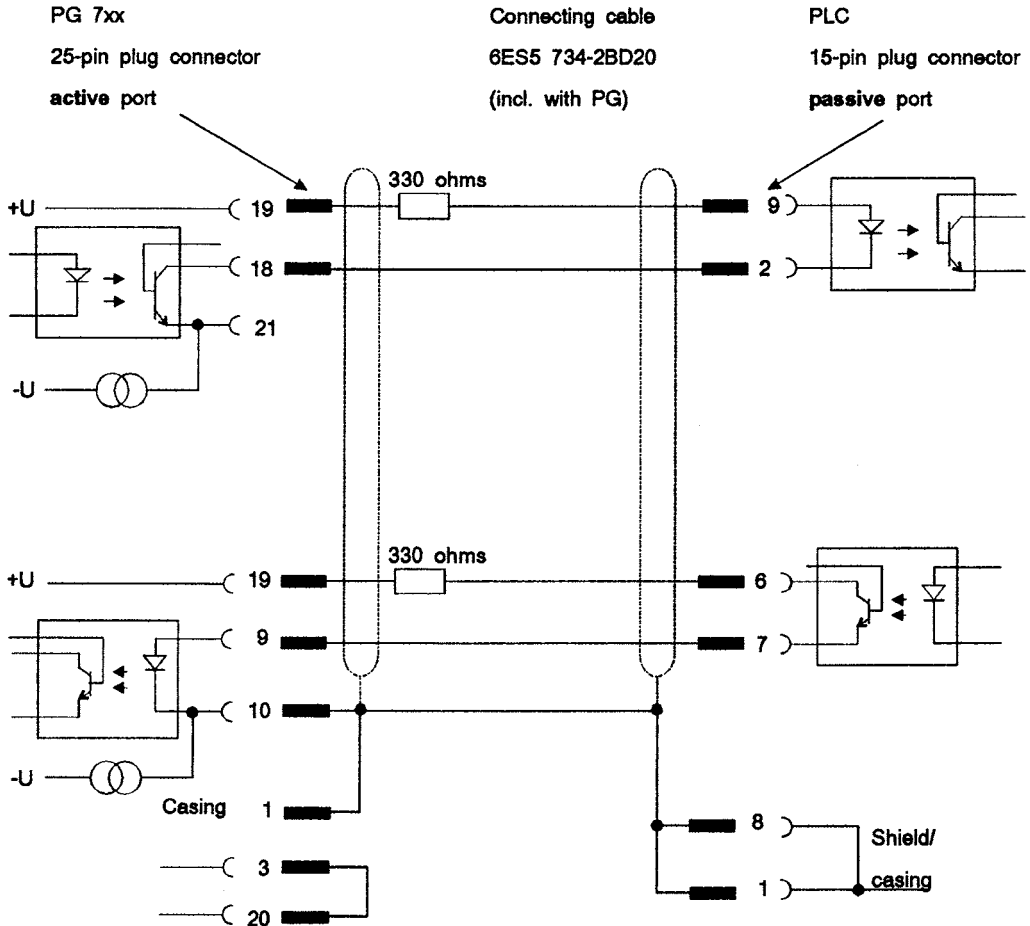 PG 7xx
25-pin plug connector
active port
Connecting cable
6ES5 734-2BD20
(incl. with PG)
PLC
15-pin plug connector
passive port
330 ohms
+U
19
9
18
2
21
-U
330 ohms
+U
19
6
9
7
10
-U
Casing 1
8
Shield/
3
1
casing
20